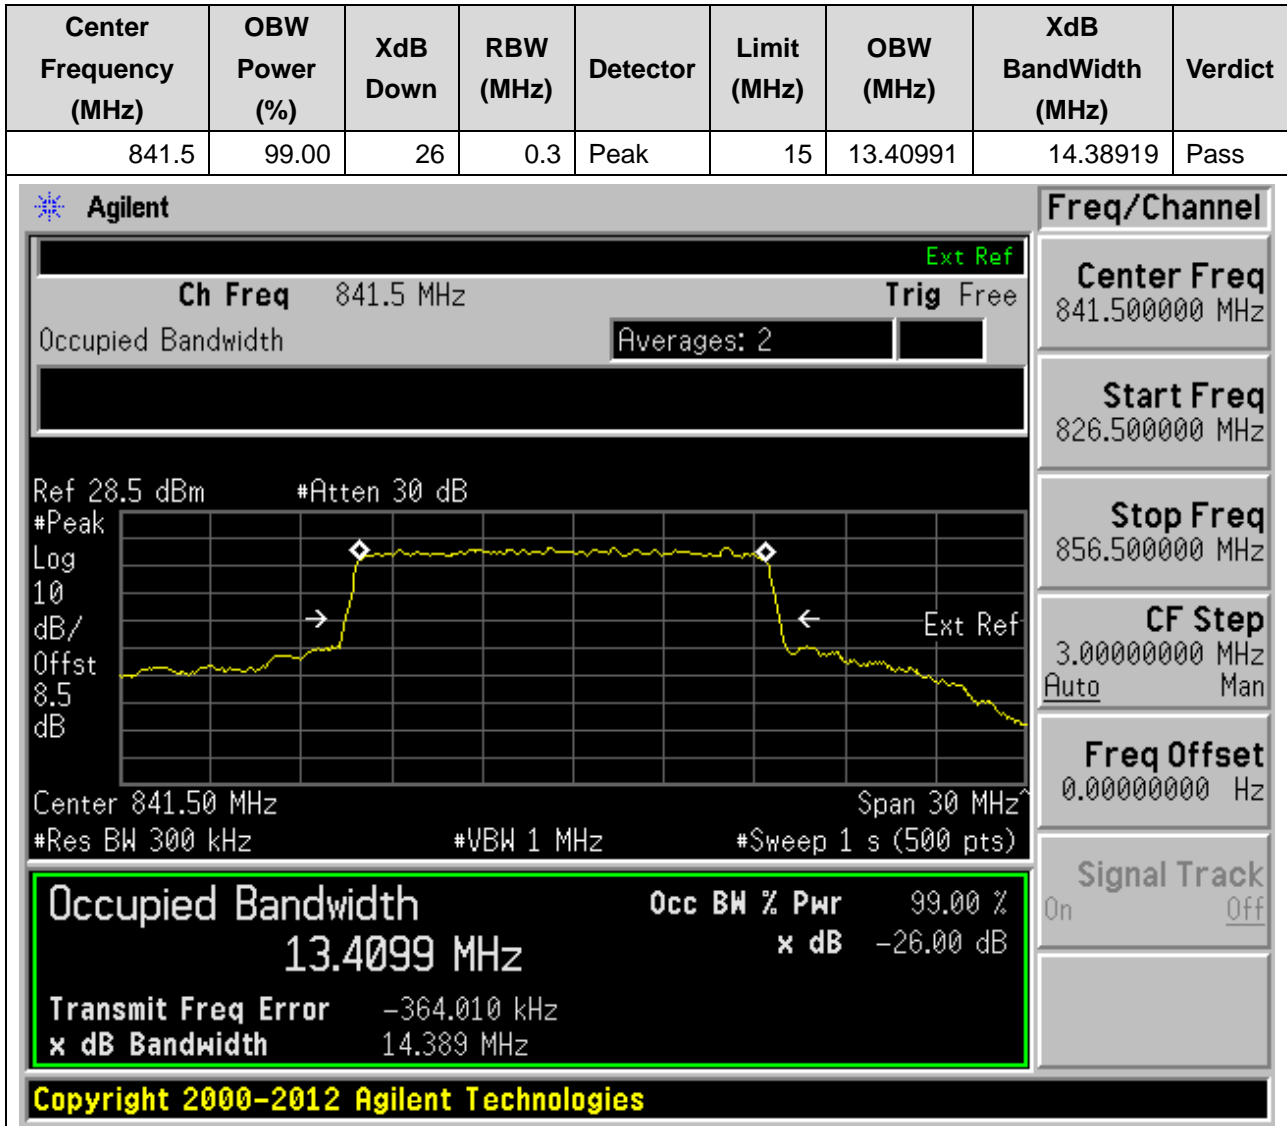 Center Frequency (MHz) OBW Power (%) XdB Down RBW (MHz) Detector Limit (MHz) OBW (MHz) XdB BandWidth (MHz) Verdict
841.5 99.00 26 0.3 Peak 15 13.40991 14.38919 Pass
Agilent
Freq/Channel
Ext Ref
Ch Freq 841.5 MHz Trig Free
Occupied Bandwidth Averages: 2
Center Freq
841.500000 MHz
Start Freq
826.500000 MHz
Stop Freq
856.500000 MHz
CF Step
3.00000000 MHz
Auto Man
Freq Offset
0.00000000 Hz
Signal Track
On Off
Ref 28.5 dBm #Atten 30 dB
#Peak
Log
10
dB/
Offst
8.5
dB
Ext Ref
Center 841.50 MHz Span 30 MHz^
#Res BW 300 kHz #VBW 1 MHz #Sweep 1 s (500 pts)
Occupied Bandwidth
13.4099 MHz
Occ BW % Pwr 99.00 %
x dB -26.00 dB
Transmit Freq Error -364.010 kHz
x dB Bandwidth 14.389 MHz
Copyright 2000-2012 Agilent Technologies